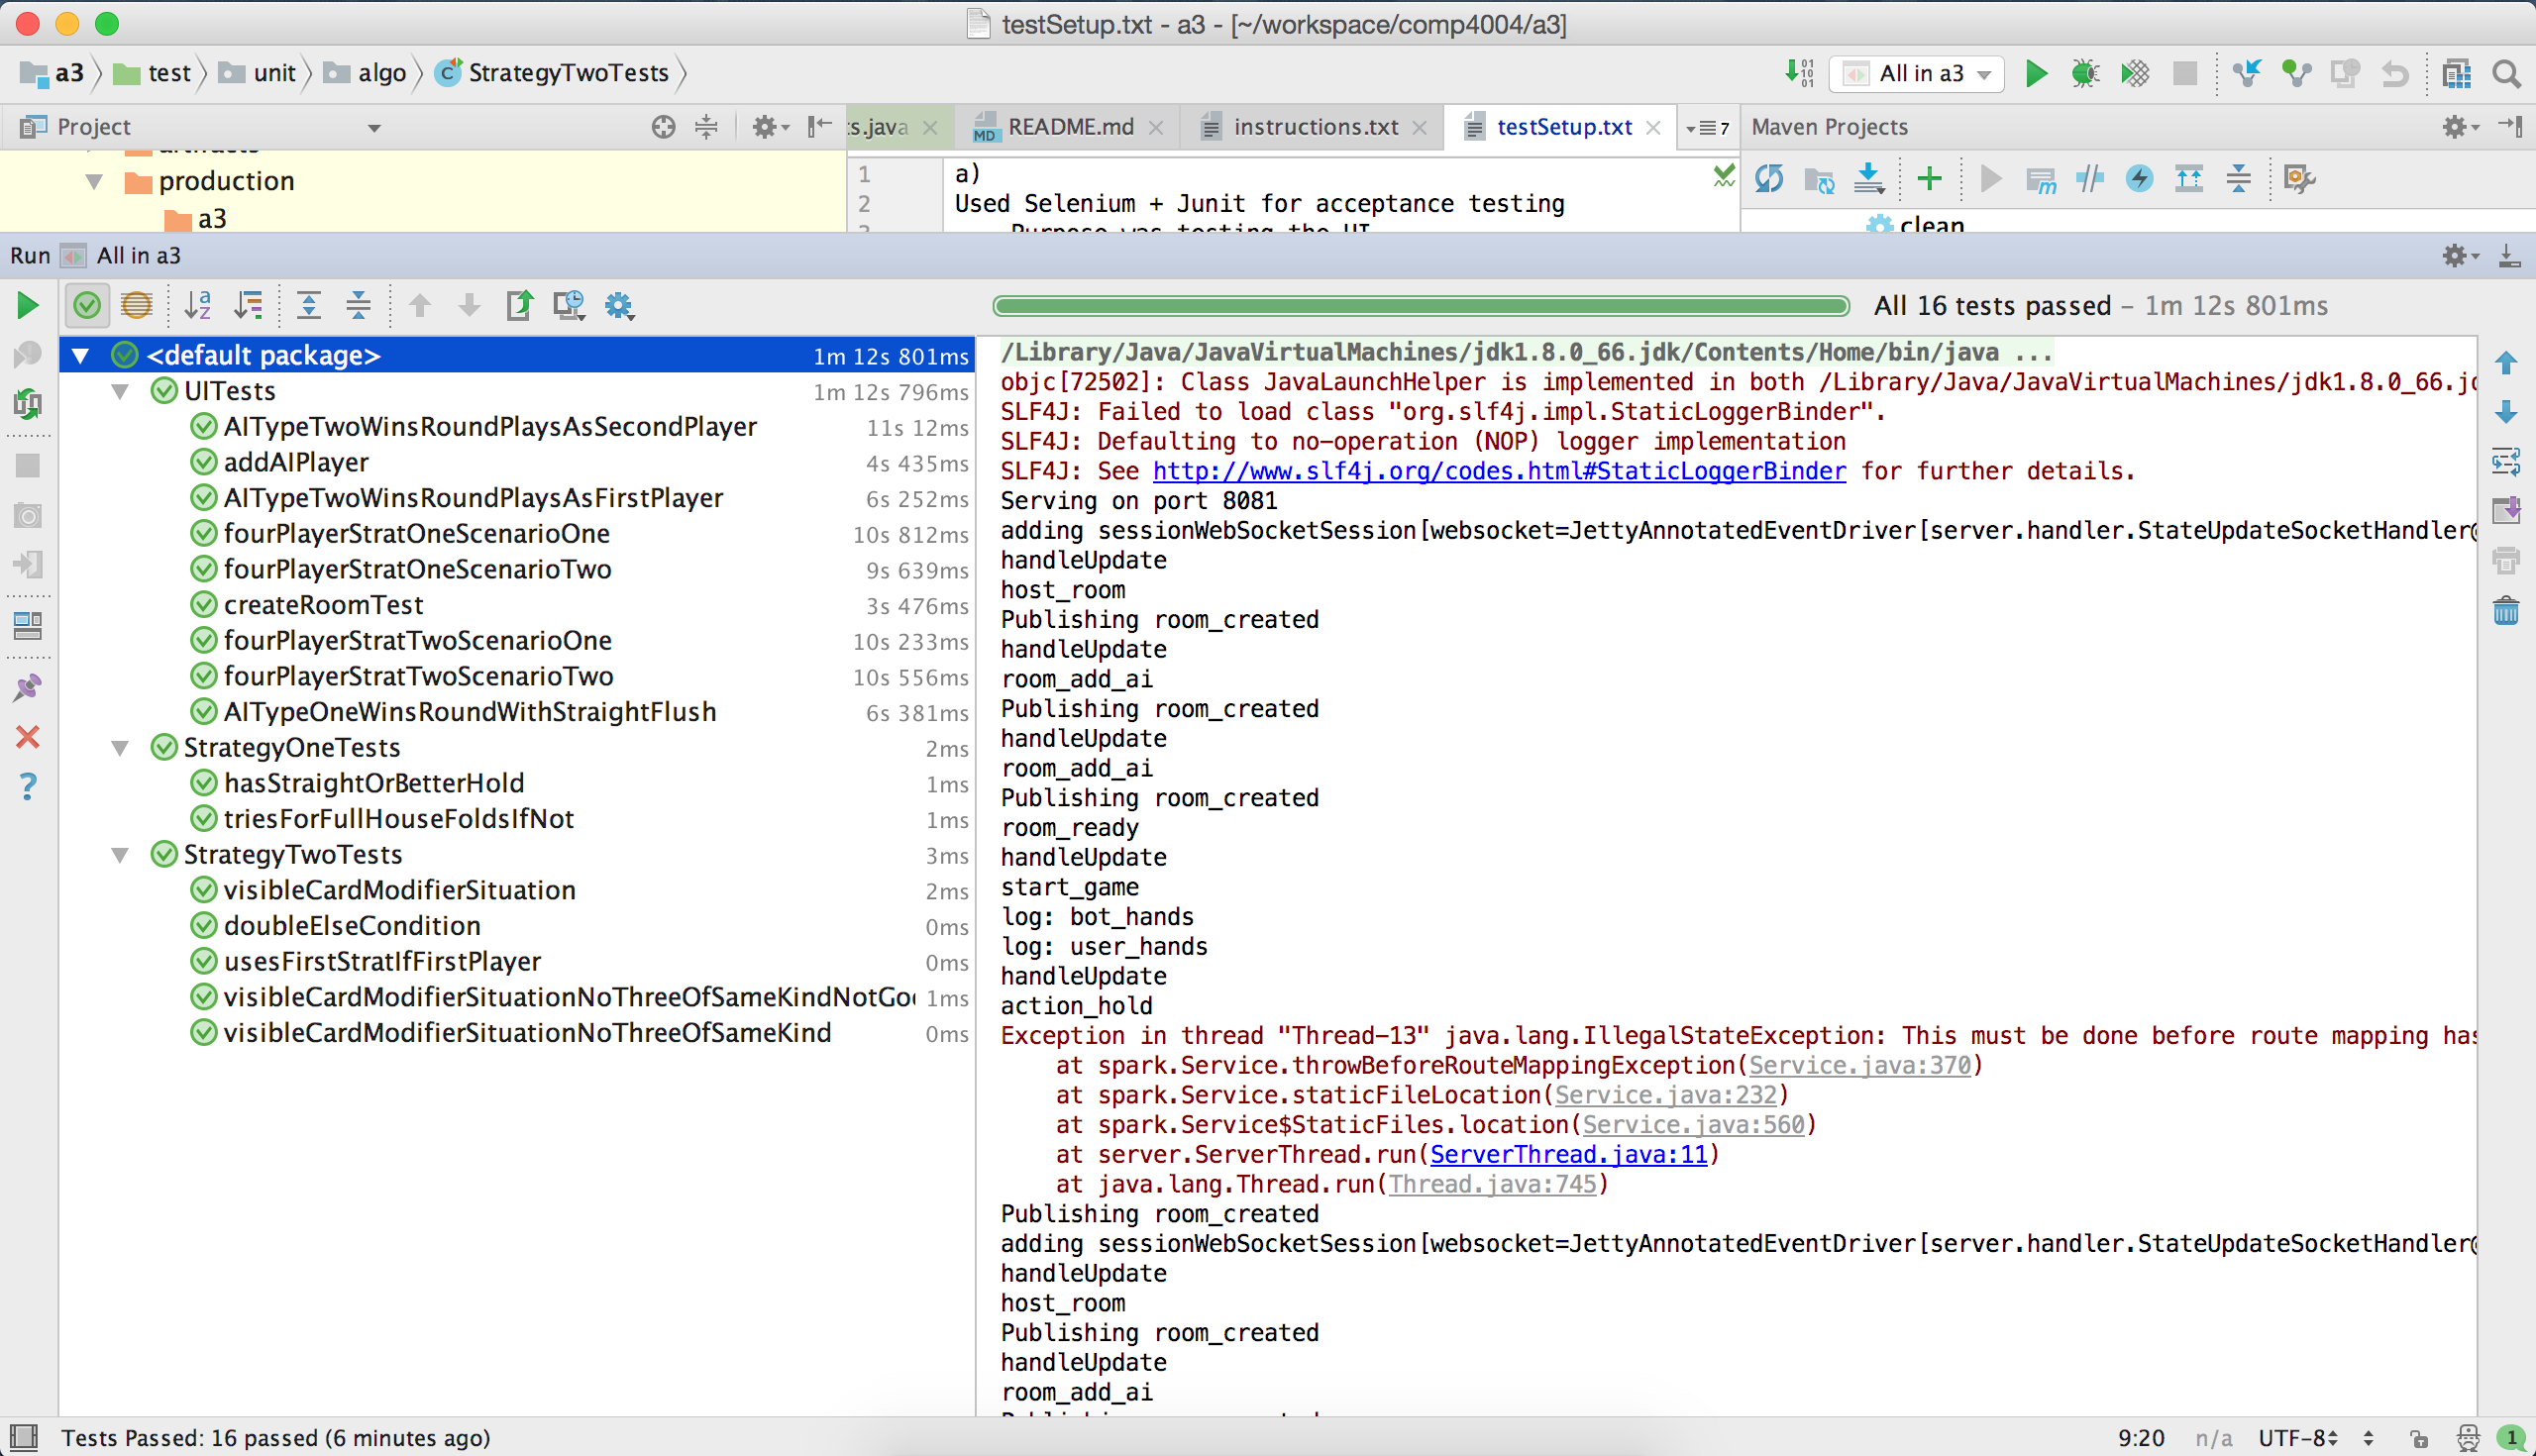 testSetup.txt - a3 - [~/workspace/comp4004/a3]
a3 test unit algo StrategyTwoTests
All in a3
Project
s.java README.md instructions.txt testSetup.txt 7
Maven Projects
artifacts
production
a3
1 a)
2 Used Selenium + Junit for acceptance testing
3 Purpose was testing the UI
clean
Run All in a3
All 16 tests passed – 1m 12s 801ms
<default package> 1m 12s 801ms
UITests 1m 12s 796ms
AITypeTwoWinsRoundPlaysAsSecondPlayer 11s 12ms
addAIPlayer 4s 435ms
AITypeTwoWinsRoundPlaysAsFirstPlayer 6s 252ms
fourPlayerStratOneScenarioOne 10s 812ms
fourPlayerStratOneScenarioTwo 9s 639ms
createRoomTest 3s 476ms
fourPlayerStratTwoScenarioOne 10s 233ms
fourPlayerStratTwoScenarioTwo 10s 556ms
AITypeOneWinsRoundWithStraightFlush 6s 381ms
StrategyOneTests 2ms
hasStraightOrBetterHold 1ms
triesForFullHouseFoldsIfNot 1ms
StrategyTwoTests 3ms
visibleCardModifierSituation 2ms
doubleElseCondition 0ms
usesFirstStratIfFirstPlayer 0ms
visibleCardModifierSituationNoThreeOfSameKindNotGo 1ms
visibleCardModifierSituationNoThreeOfSameKind 0ms
/Library/Java/JavaVirtualMachines/jdk1.8.0_66.jdk/Contents/Home/bin/java ...
objc[72502]: Class JavaLaunchHelper is implemented in both /Library/Java/JavaVirtualMachines/jdk1.8.0_66.j
SLF4J: Failed to load class "org.slf4j.impl.StaticLoggerBinder".
SLF4J: Defaulting to no-operation (NOP) logger implementation
SLF4J: See http://www.slf4j.org/codes.html#StaticLoggerBinder for further details.
Serving on port 8081
adding sessionWebSocketSession[websocket=JettyAnnotatedEventDriver[server.handler.StateUpdateSocketHandler@
handleUpdate
host_room
Publishing room_created
handleUpdate
room_add_ai
Publishing room_created
handleUpdate
room_add_ai
Publishing room_created
room_ready
handleUpdate
start_game
log: bot_hands
log: user_hands
handleUpdate
action_hold
Exception in thread "Thread-13" java.lang.IllegalStateException: This must be done before route mapping has
at spark.Service.throwBeforeRouteMappingException(Service.java:370)
at spark.Service.staticFileLocation(Service.java:232)
at spark.Service$StaticFiles.location(Service.java:560)
at server.ServerThread.run(ServerThread.java:11)
at java.lang.Thread.run(Thread.java:745)
Publishing room_created
adding sessionWebSocketSession[websocket=JettyAnnotatedEventDriver[server.handler.StateUpdateSocketHandler@
handleUpdate
host_room
Publishing room_created
handleUpdate
room_add_ai
Tests Passed: 16 passed (6 minutes ago)
9:20 n/a UTF-8 1